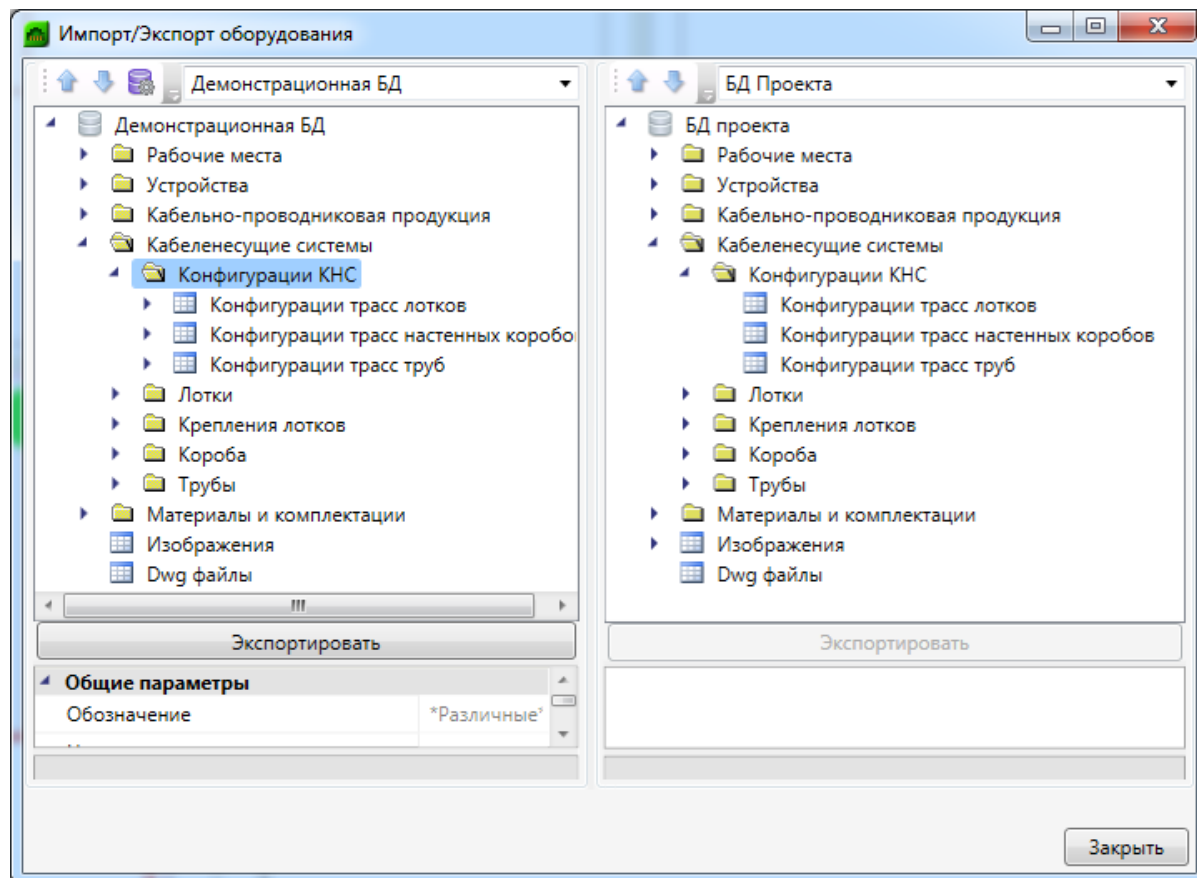 Импорт/Экспорт оборудования
Демонстрационная БД
Демонстрационная БД
Рабочие места
Устройства
Кабельно-проводниковая продукция
Кабеленесущие системы
Конфигурации КНС
Конфигурации трасс лотков
Конфигурации трасс настенных коробо
Конфигурации трасс труб
Лотки
Крепления лотков
Короба
Трубы
Материалы и комплектации
Изображения
Dwg файлы
Экспортировать
Общие параметры
Обозначение *Различные*
БД Проекта
БД проекта
Рабочие места
Устройства
Кабельно-проводниковая продукция
Кабеленесущие системы
Конфигурации КНС
Конфигурации трасс лотков
Конфигурации трасс настенных коробов
Конфигурации трасс труб
Лотки
Крепления лотков
Короба
Трубы
Материалы и комплектации
Изображения
Dwg файлы
Экспортировать
Закрыть